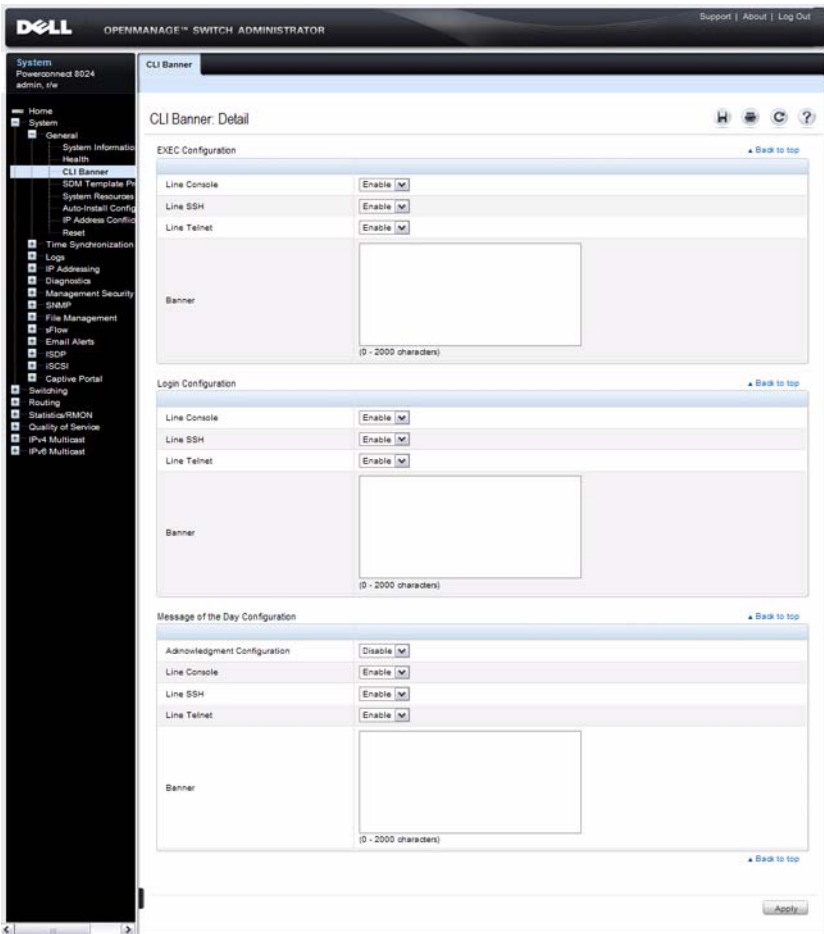 Support | About | Log Out
DELL OPENMANAGE™ SWITCH ADMINISTRATOR
System
Powerconnect 8024
admin, r/w
Home
System
General
System Informatio
Health
CLI Banner
SDM Template Pr
System Resources
Auto-Install Config
IP Address Conflic
Reset
Time Synchronization
Logs
IP Addressing
Diagnostics
Management Security
SNMP
File Management
sFlow
Email Alerts
ISDP
iSCSI
Captive Portal
Switching
Routing
Statistics/RMON
Quality of Service
IPv4 Multicast
IPv6 Multicast
CLI Banner
CLI Banner: Detail
EXEC Configuration ▲ Back to top
Line Console Enable
Line SSH Enable
Line Telnet Enable
Banner
(0 - 2000 characters)
Login Configuration ▲ Back to top
Line Console Enable
Line SSH Enable
Line Telnet Enable
Banner
(0 - 2000 characters)
Message of the Day Configuration ▲ Back to top
Acknowledgment Configuration Disable
Line Console Enable
Line SSH Enable
Line Telnet Enable
Banner
(0 - 2000 characters)
▲ Back to top
Apply